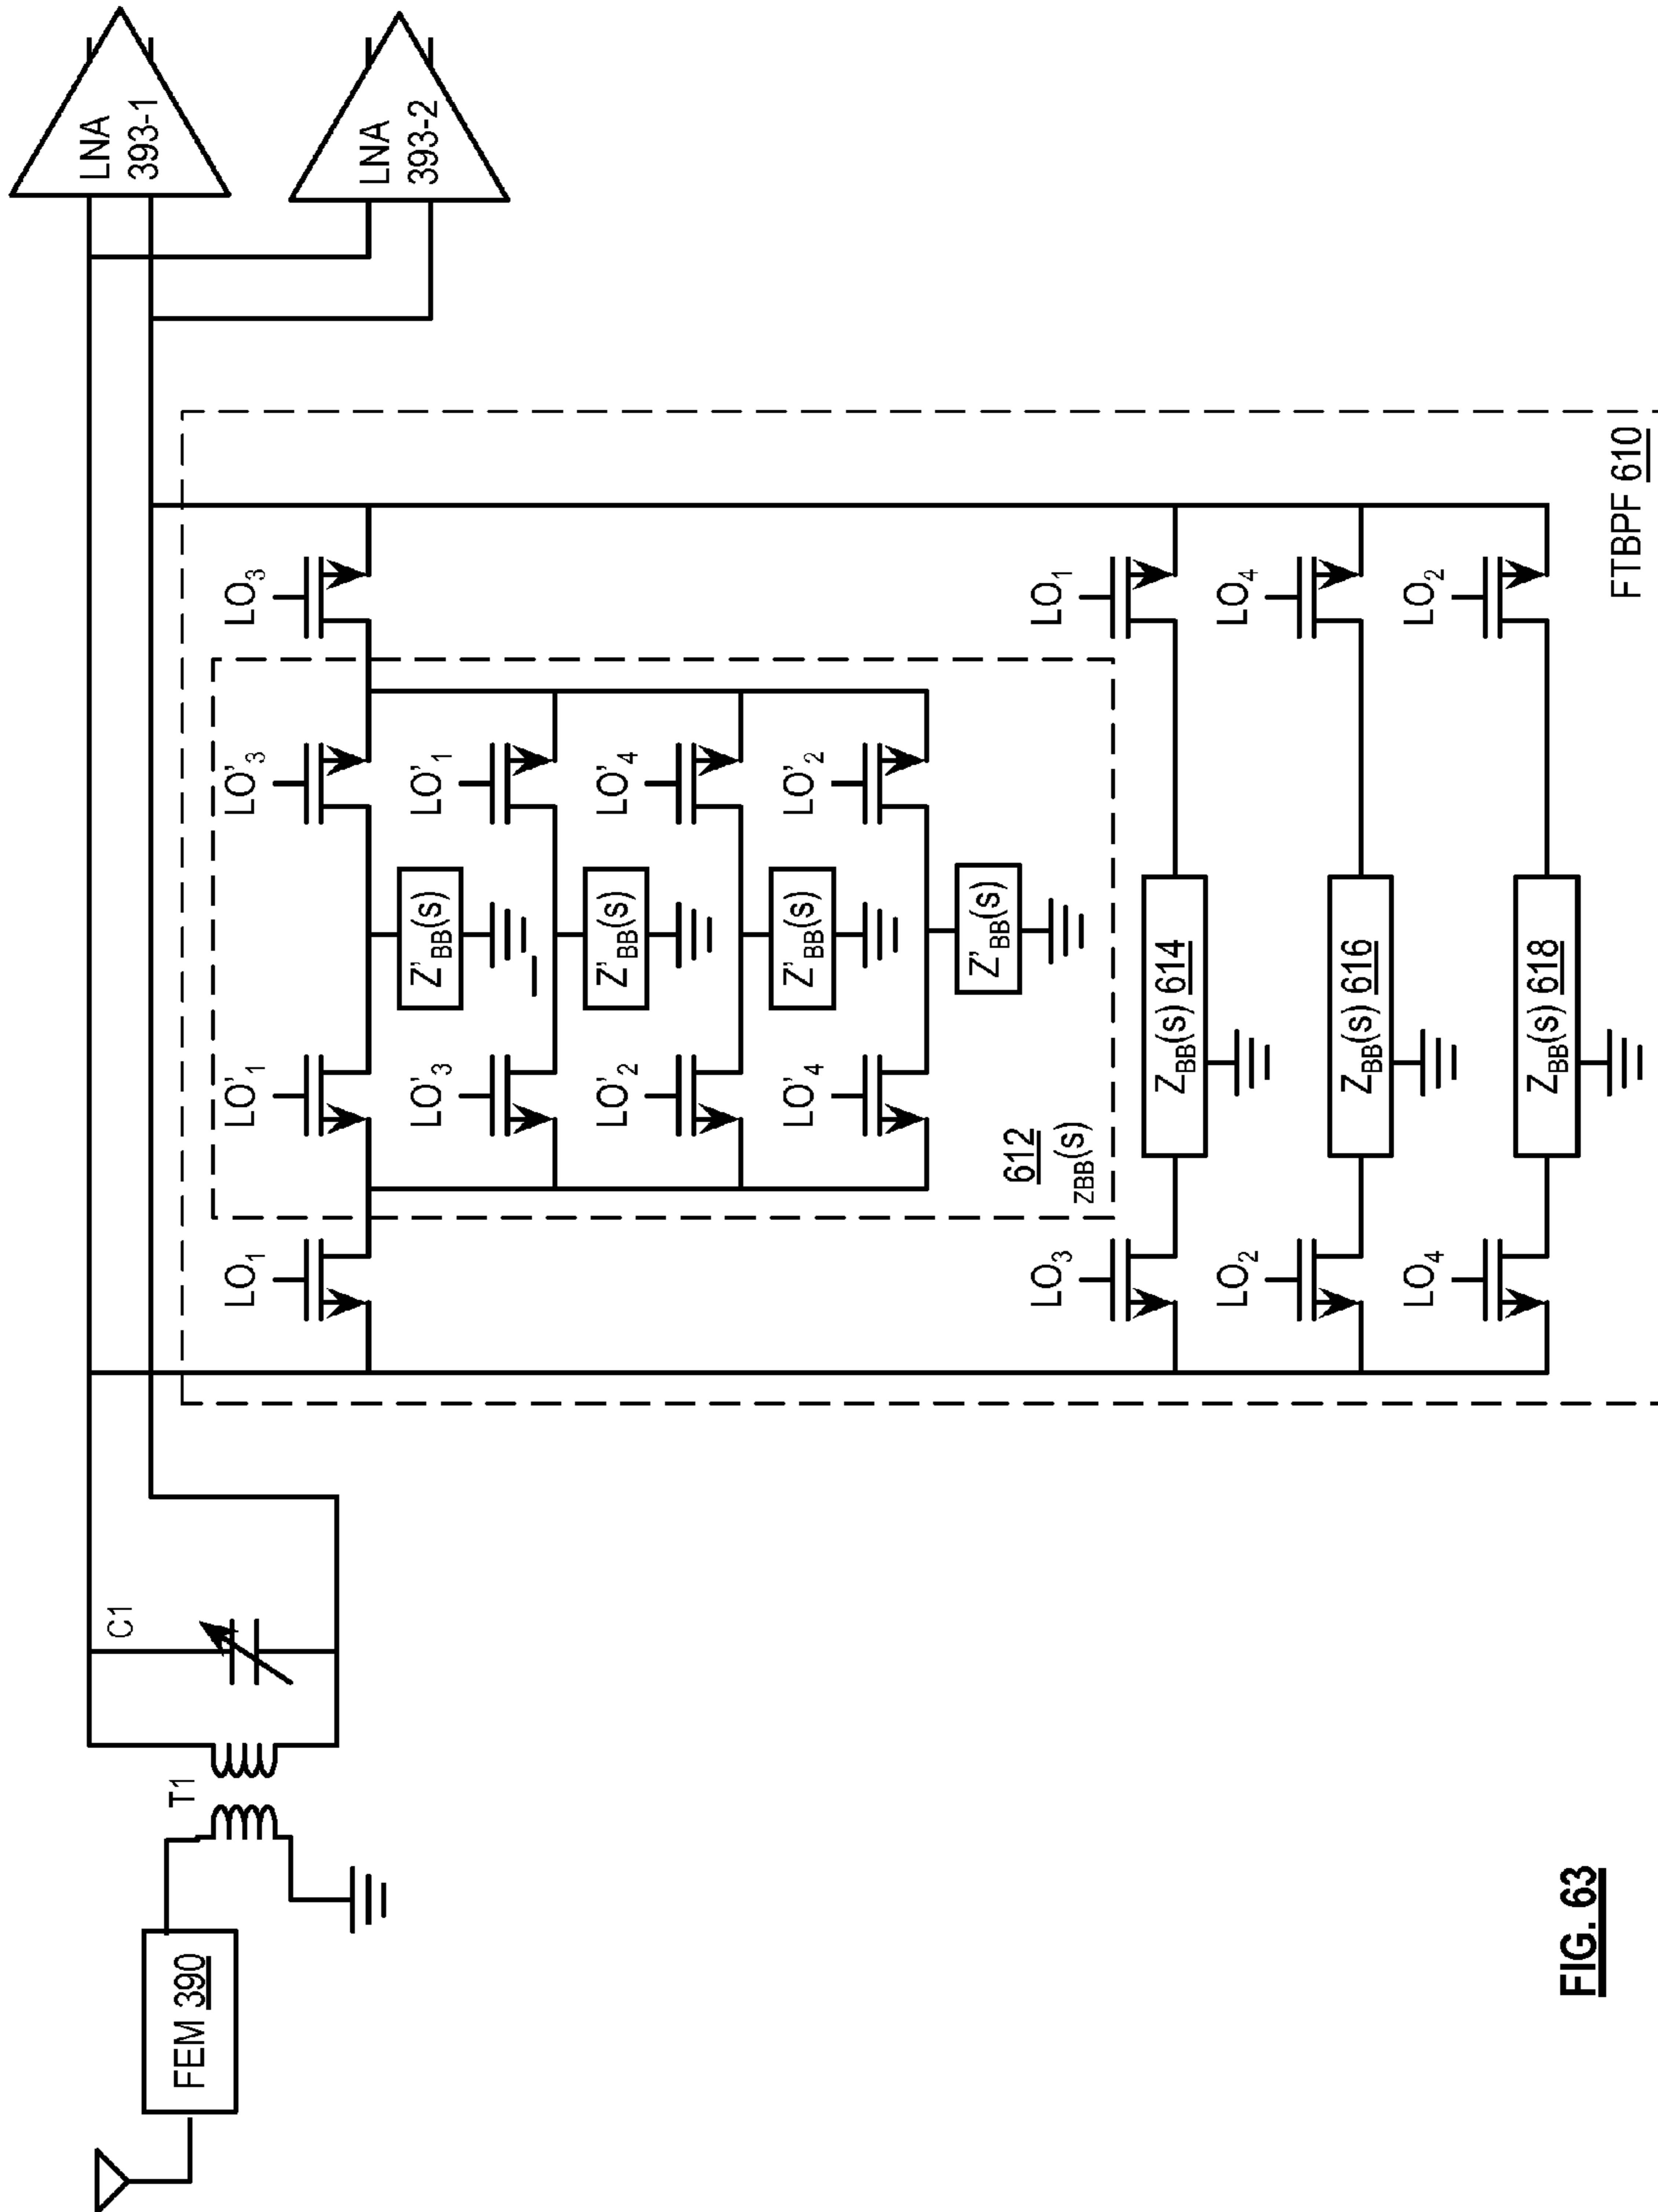 LNA
393-1
LNA
393-2
LO3
LO'3
LO'1
LO1
LO'1
LO'4
LO'2
LO1
LO4
LO2
Z'BB(s)
Z'BB(s)
Z'BB(s)
Z'BB(s)
ZBB(s) 614
ZBB(s) 616
ZBB(s) 618
LO'3
LO'2
LO'4
612
ZBB(s)
LO3
LO2
LO4
FTBPF 610
C1
T1
FEM 390
FIG. 63